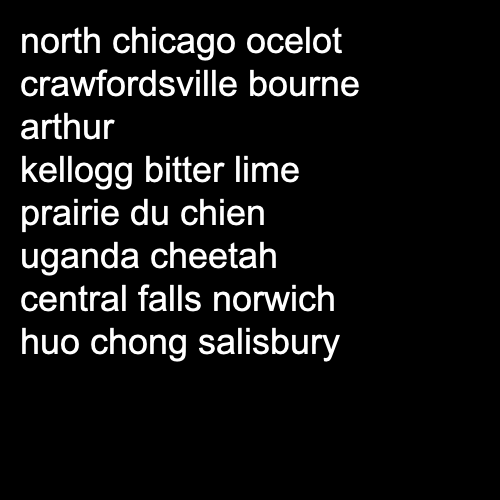 north chicago ocelot
crawfordsville bourne
arthur
kellogg bitter lime
prairie du chien
uganda cheetah
central falls norwich
huo chong salisbury